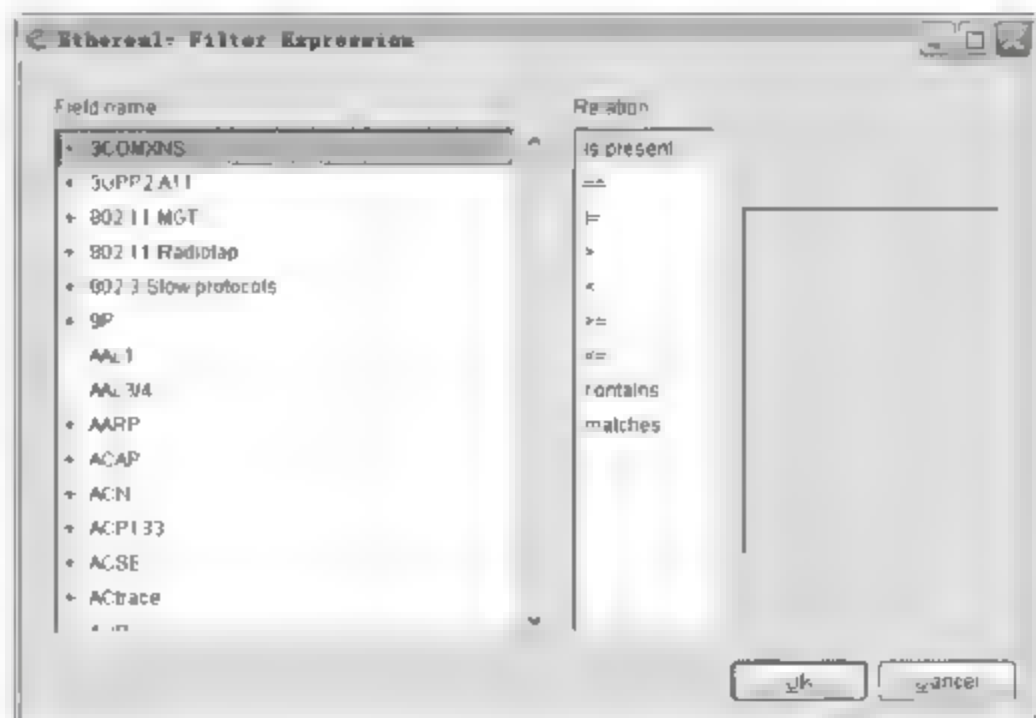 Ethereal: Filter Expression
Field name
Relation
3COMXNS
3GPP2 A11
802.11 MGT
802.11 Radiotap
802.3 Slow protocols
9P
AAL1
AAL3/4
AARP
ACAP
ACN
ACP133
ACSE
ACtrace
is present
==
!=
>
<
>=
<=
contains
matches
Ok
Cancel